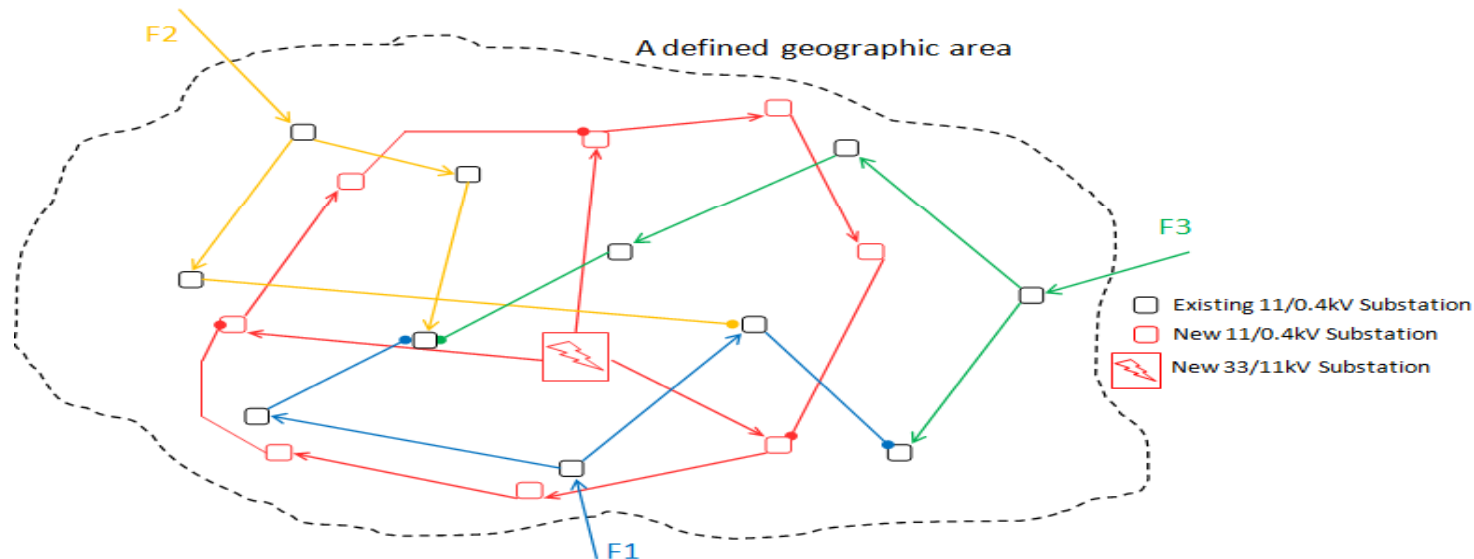 F2
A defined geographic area
F3
Existing 11/0.4kV Substation
New 11/0.4kV Substation
New 33/11kV Substation
F1